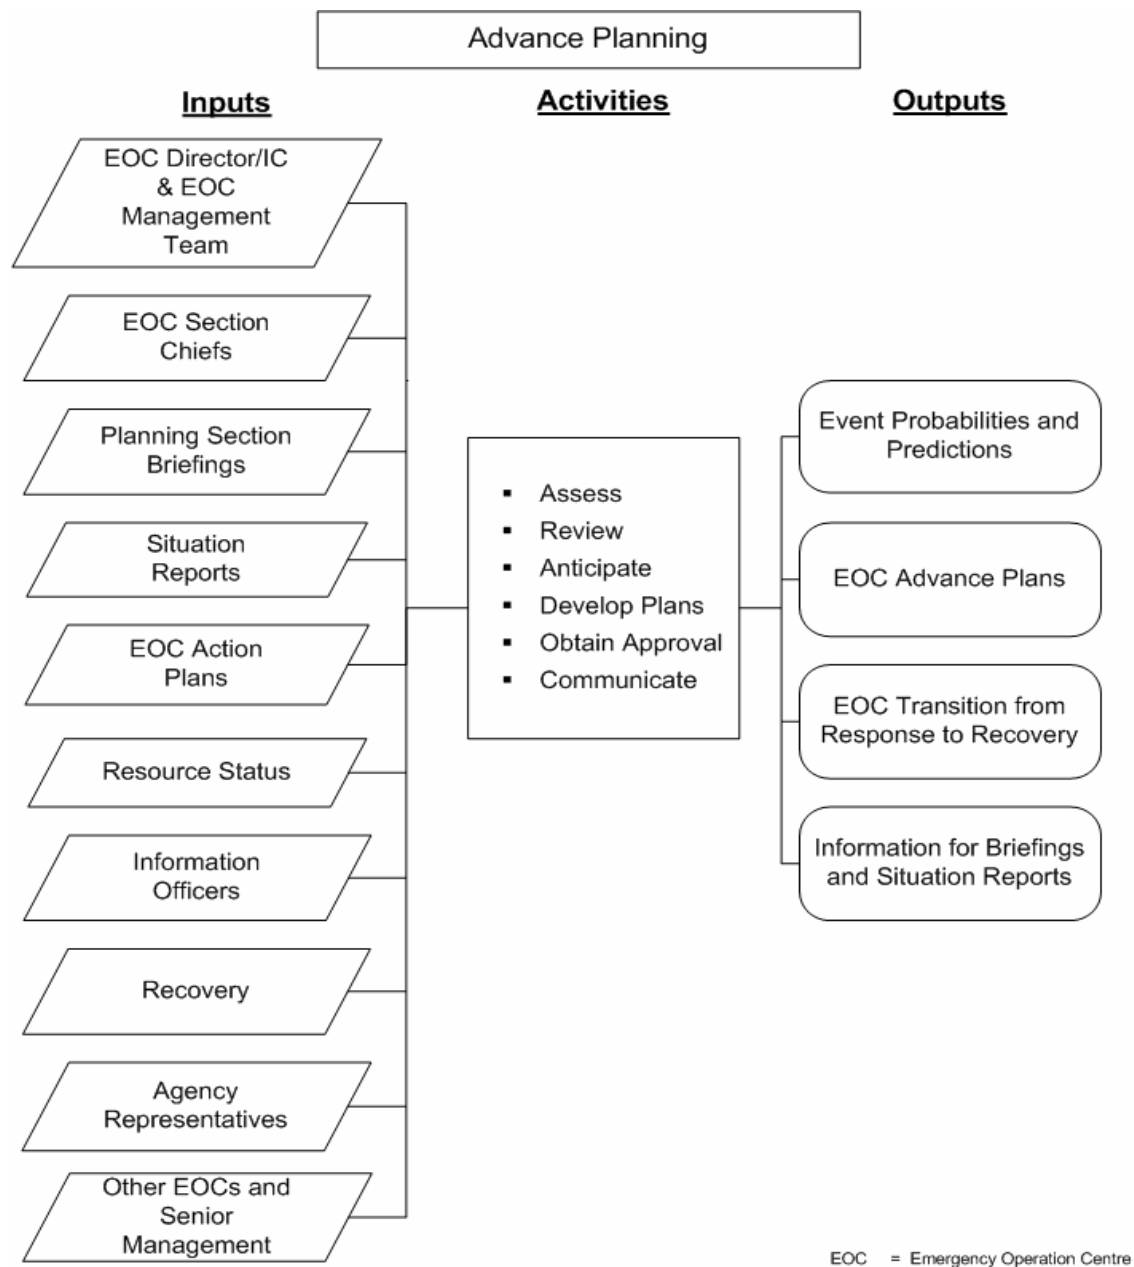 Advance Planning
Inputs
Activities
Outputs
EOC Director/IC
& EOC
Management
Team
EOC Section
Chiefs
Planning Section
Briefings
Situation
Reports
EOC Action
Plans
Resource Status
Information
Officers
Recovery
Agency
Representatives
Other EOCs and
Senior
Management
▪ Assess
▪ Review
▪ Anticipate
▪ Develop Plans
▪ Obtain Approval
▪ Communicate
Event Probabilities and
Predictions
EOC Advance Plans
EOC Transition from
Response to Recovery
Information for Briefings
and Situation Reports
EOC = Emergency Operation Centre